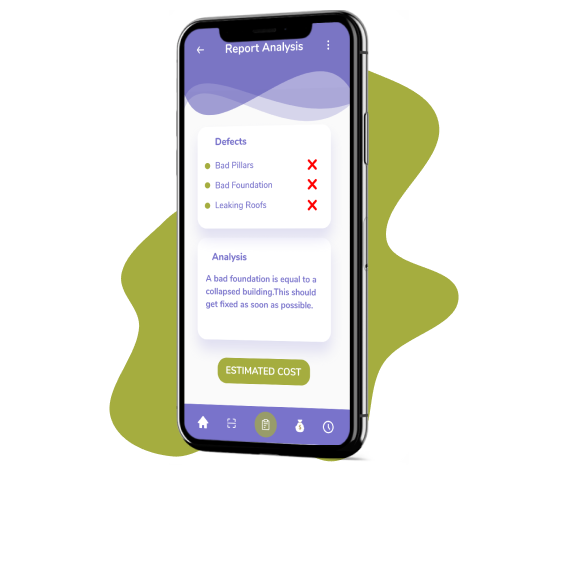 Report Analysis
Defects
Bad Pillars
Bad Foundation
Leaking Roofs
Analysis
A bad foundation is equal to a
collapsed building.This should
get fixed as soon as possible.
ESTIMATED COST